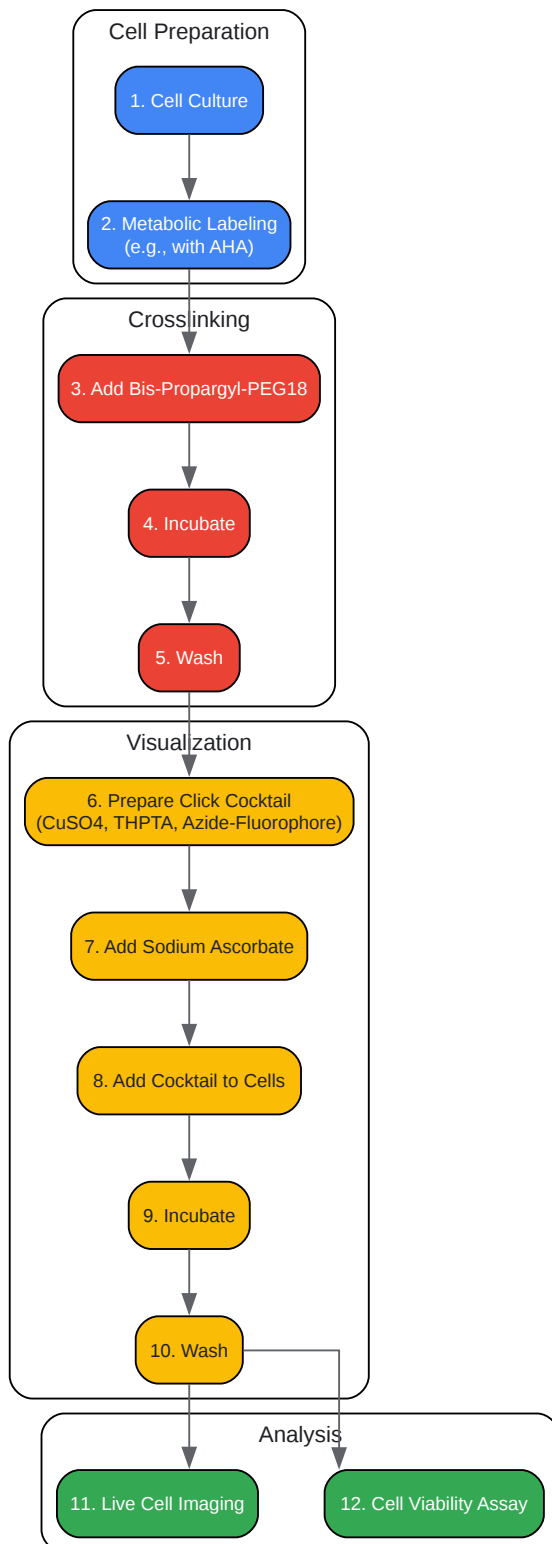 Cell Preparation
1. Cell Culture
2. Metabolic Labeling
(e.g., with AHA)
Crosslinking
3. Add Bis-Propargyl-PEG18
4. Incubate
5. Wash
Visualization
6. Prepare Click Cocktail
(CuSO4, THPTA, Azide-Fluorophore)
7. Add Sodium Ascorbate
8. Add Cocktail to Cells
9. Incubate
10. Wash
Analysis
11. Live Cell Imaging
12. Cell Viability Assay